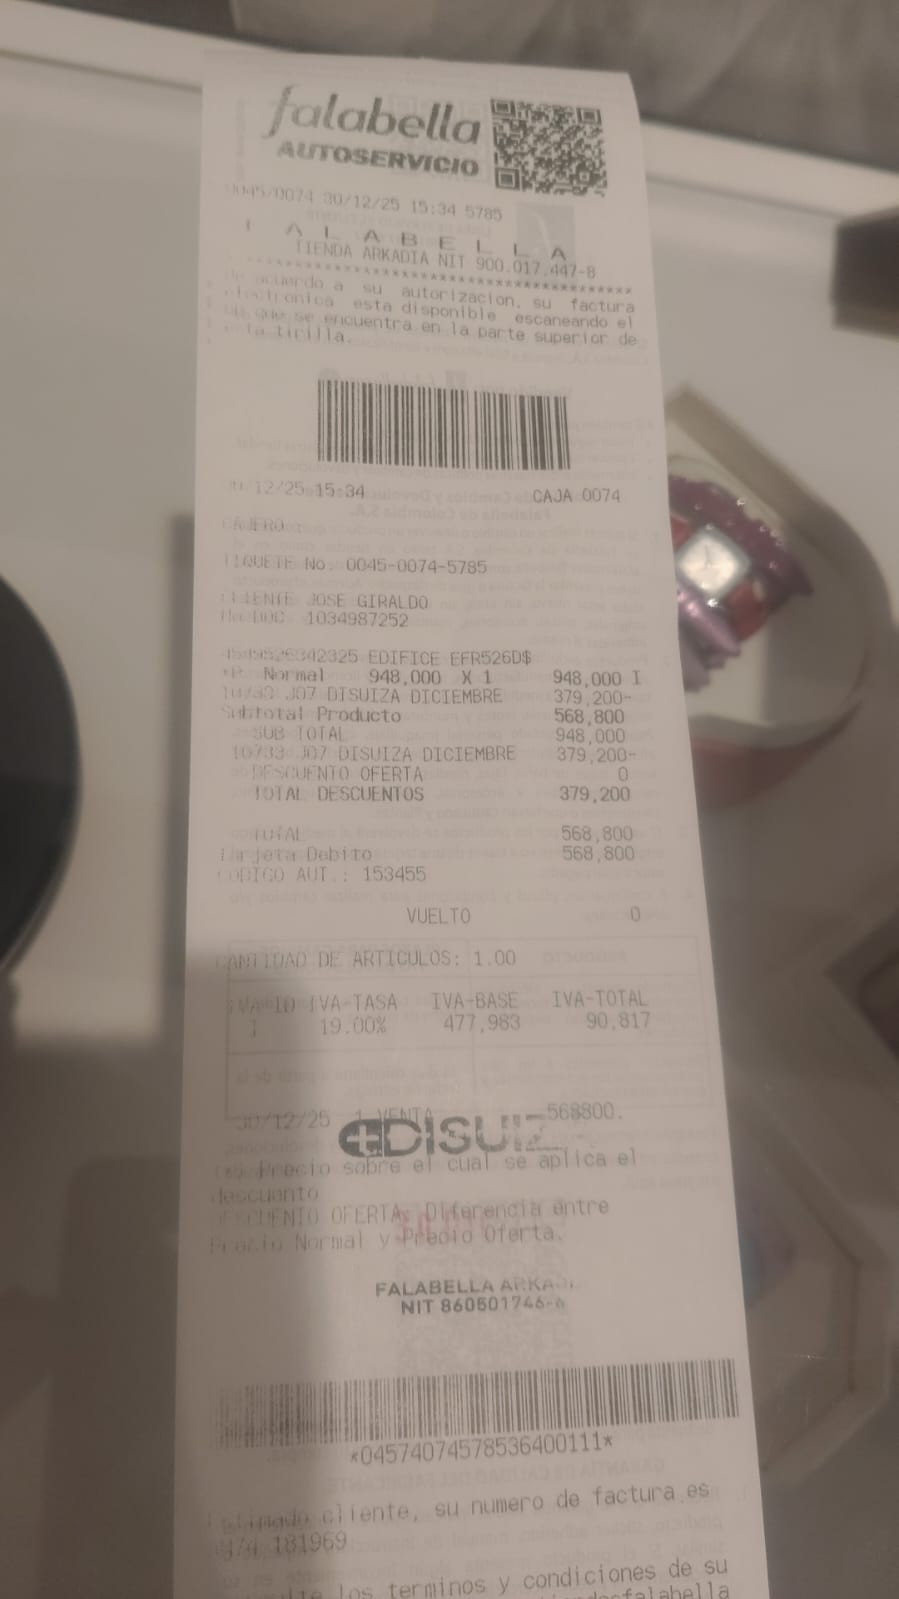 falabella
AUTOSERVICIO
0045/0074 30/12/25 15:34 5785
A L A B E L L A
TIENDA ARKADIA NIT 900.017.447-8
********************************
acuerdo a su autorizacion, su factura
electronica esta disponible escaneando el
que se encuentra en la parte superior de
tirilla.
/12/25 15:34 CAJA 0074
CAJERO :
TIQUETE No: 0045-0074-5785
CLIENTE JOSE GIRALDO
1034987252
EDIFICE EFR526D$
Normal 948,000 X 1 948,000 I
J07 DISUIZA DICIEMBRE 379,200-
Subtotal Producto 568,800
SUB TOTAL 948,000
10733 J07 DISUIZA DICIEMBRE 379,200-
DESCUENTO OFERTA 0
TOTAL DESCUENTOS 379,200
TOTAL 568,800
Tarjeta Debito 568,800
CODIGO AUT.: 153455
VUELTO 0
CANTIDAD DE ARTICULOS: 1.00
IVA-ID IVA-TASA IVA-BASE IVA-TOTAL
I 19.00% 477,983 90,817
30/12/25 1 VENTA 568800.
DISUIZ
Precio sobre el cual se aplica el
descuento
DESCUENTO OFERTA: Diferencia entre
Precio Normal y Precio Oferta.
FALABELLA
NIT 860501746-
*04574074578536400111*
Estimado cliente, su numero de factura es
181969
los terminos y condiciones de su